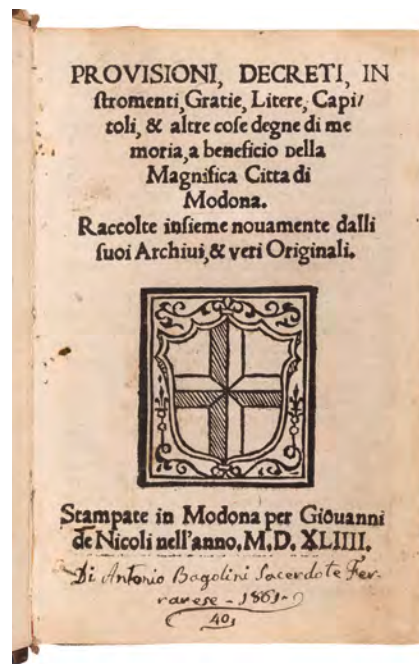 PROVISIONI, DECRETI, IN
ſtromenti, Gratie, Litere, Capi/
toli, & altre coſe degne di me
moria, a beneficio della
Magnifica Citta di
Modona.
Raccolte inſieme nouamente dalli
ſuoi Archiui, & veri Originali.
Stampate in Modona per Giouanni
de Nicoli nell'anno. M. D. XLIIII.
Di Antonio Bagolini Sacerdote Fer-
rarese - 1861 -
40,